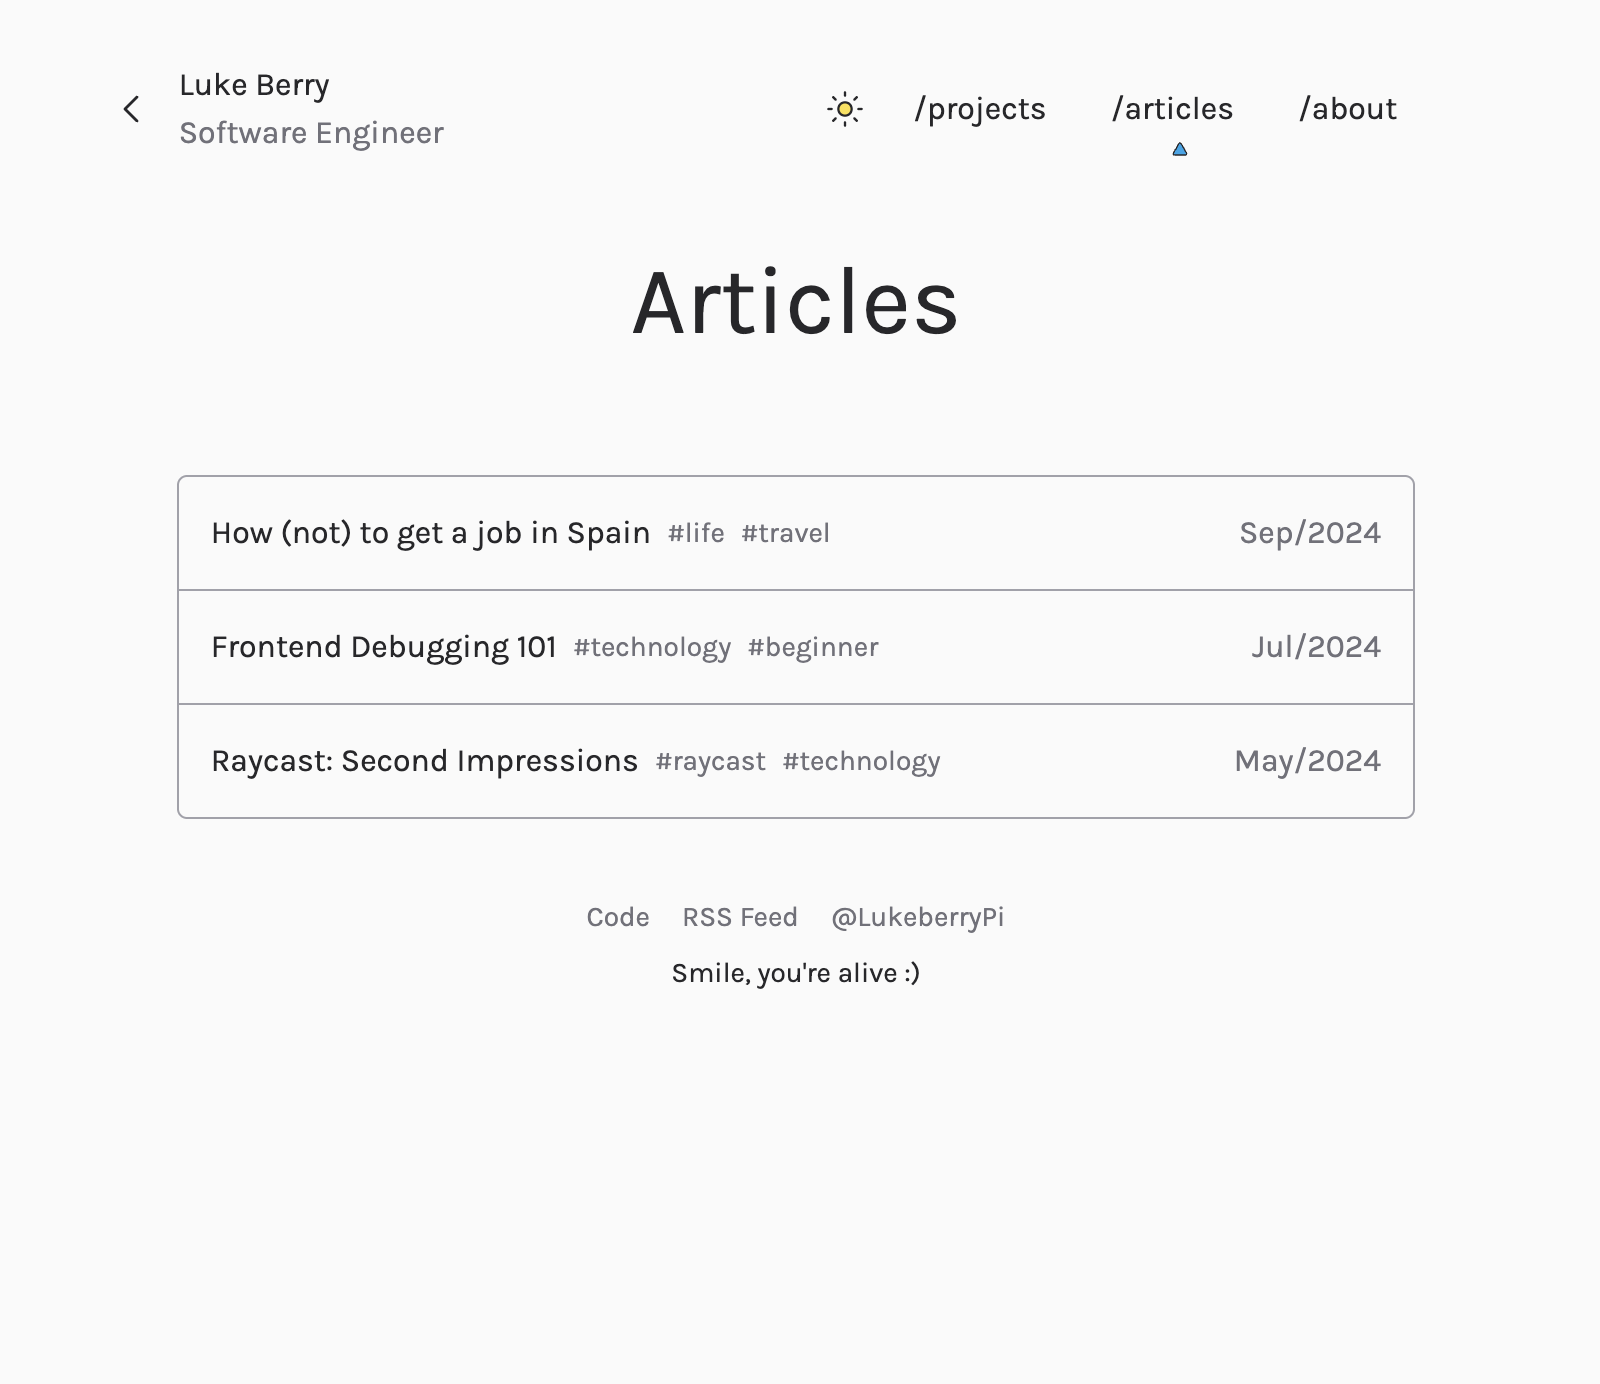 Luke Berry
Software Engineer
/projects /articles /about
Articles
How (not) to get a job in Spain #life #travel Sep/2024
Frontend Debugging 101 #technology #beginner Jul/2024
Raycast: Second Impressions #raycast #technology May/2024
Code RSS Feed @LukeberryPi
Smile, you're alive :)